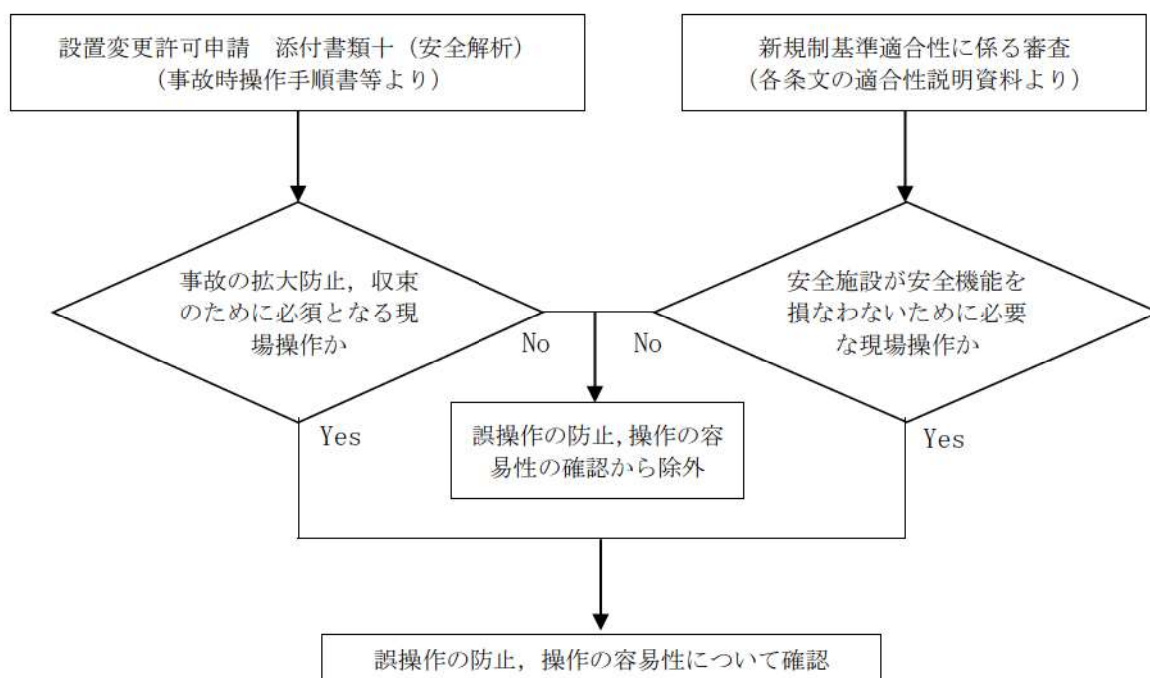 設置変更許可申請　添付書類十（安全解析）
（事故時操作手順書等より）
新規制基準適合性に係る審査
（各条文の適合性説明資料より）
事故の拡大防止，収束
のために必須となる現
場操作か
安全施設が安全機能を
損なわないために必要
な現場操作か
No
No
Yes
誤操作の防止，操作の容
易性の確認から除外
Yes
誤操作の防止，操作の容易性について確認